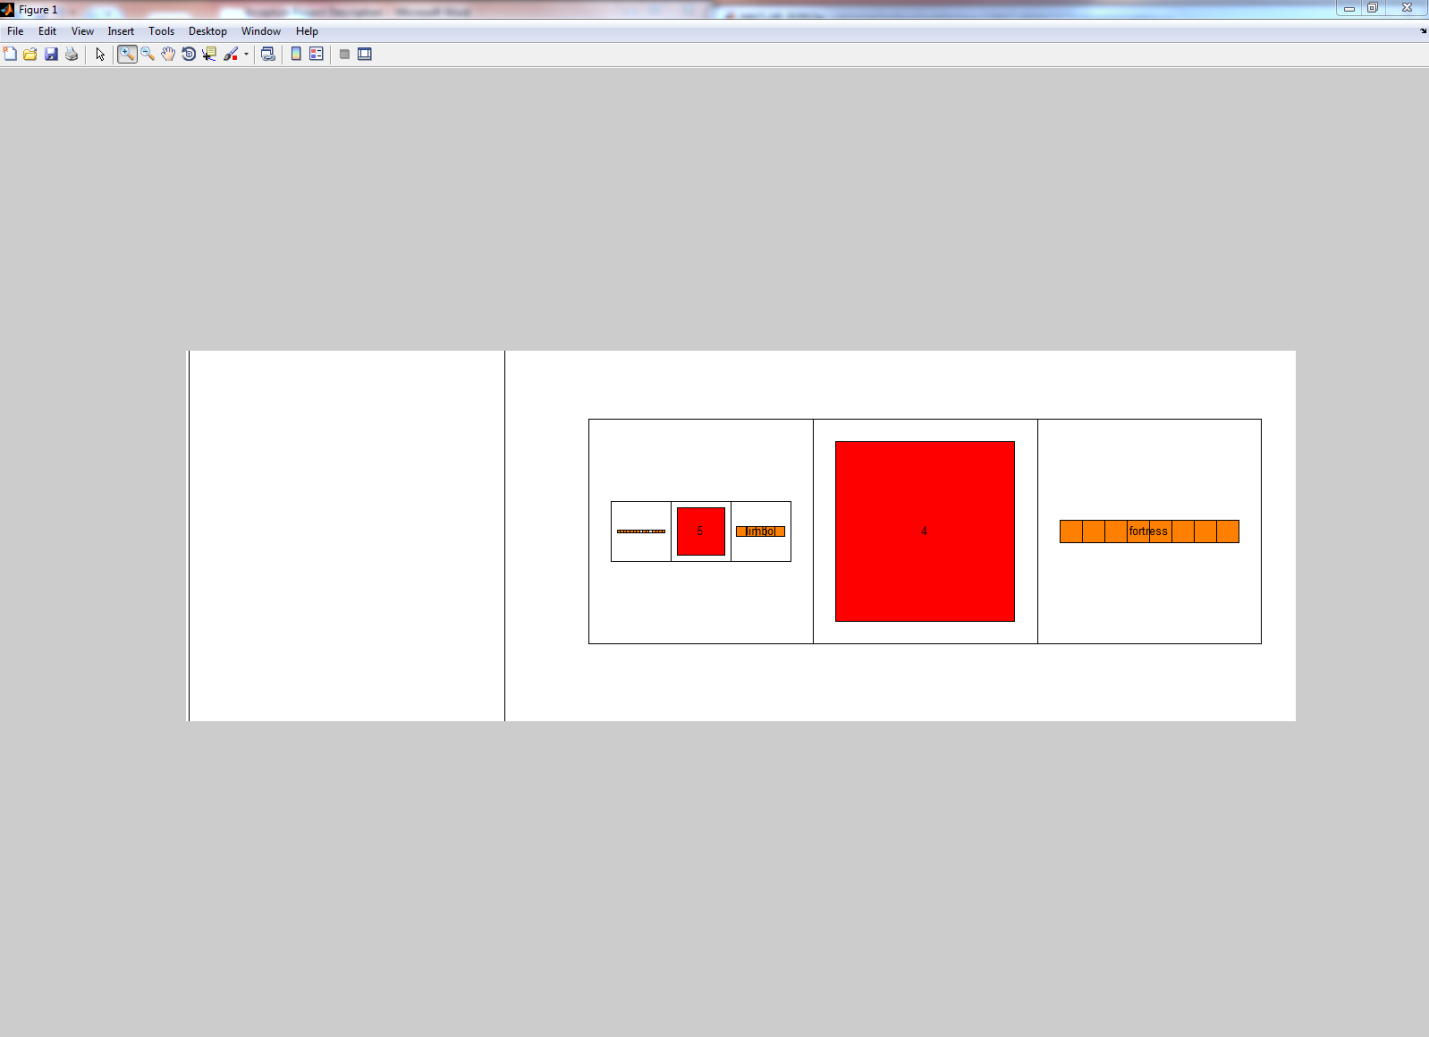 Figure 1
File Edit View Insert Tools Desktop Window Help
5
limbo
4
fortress